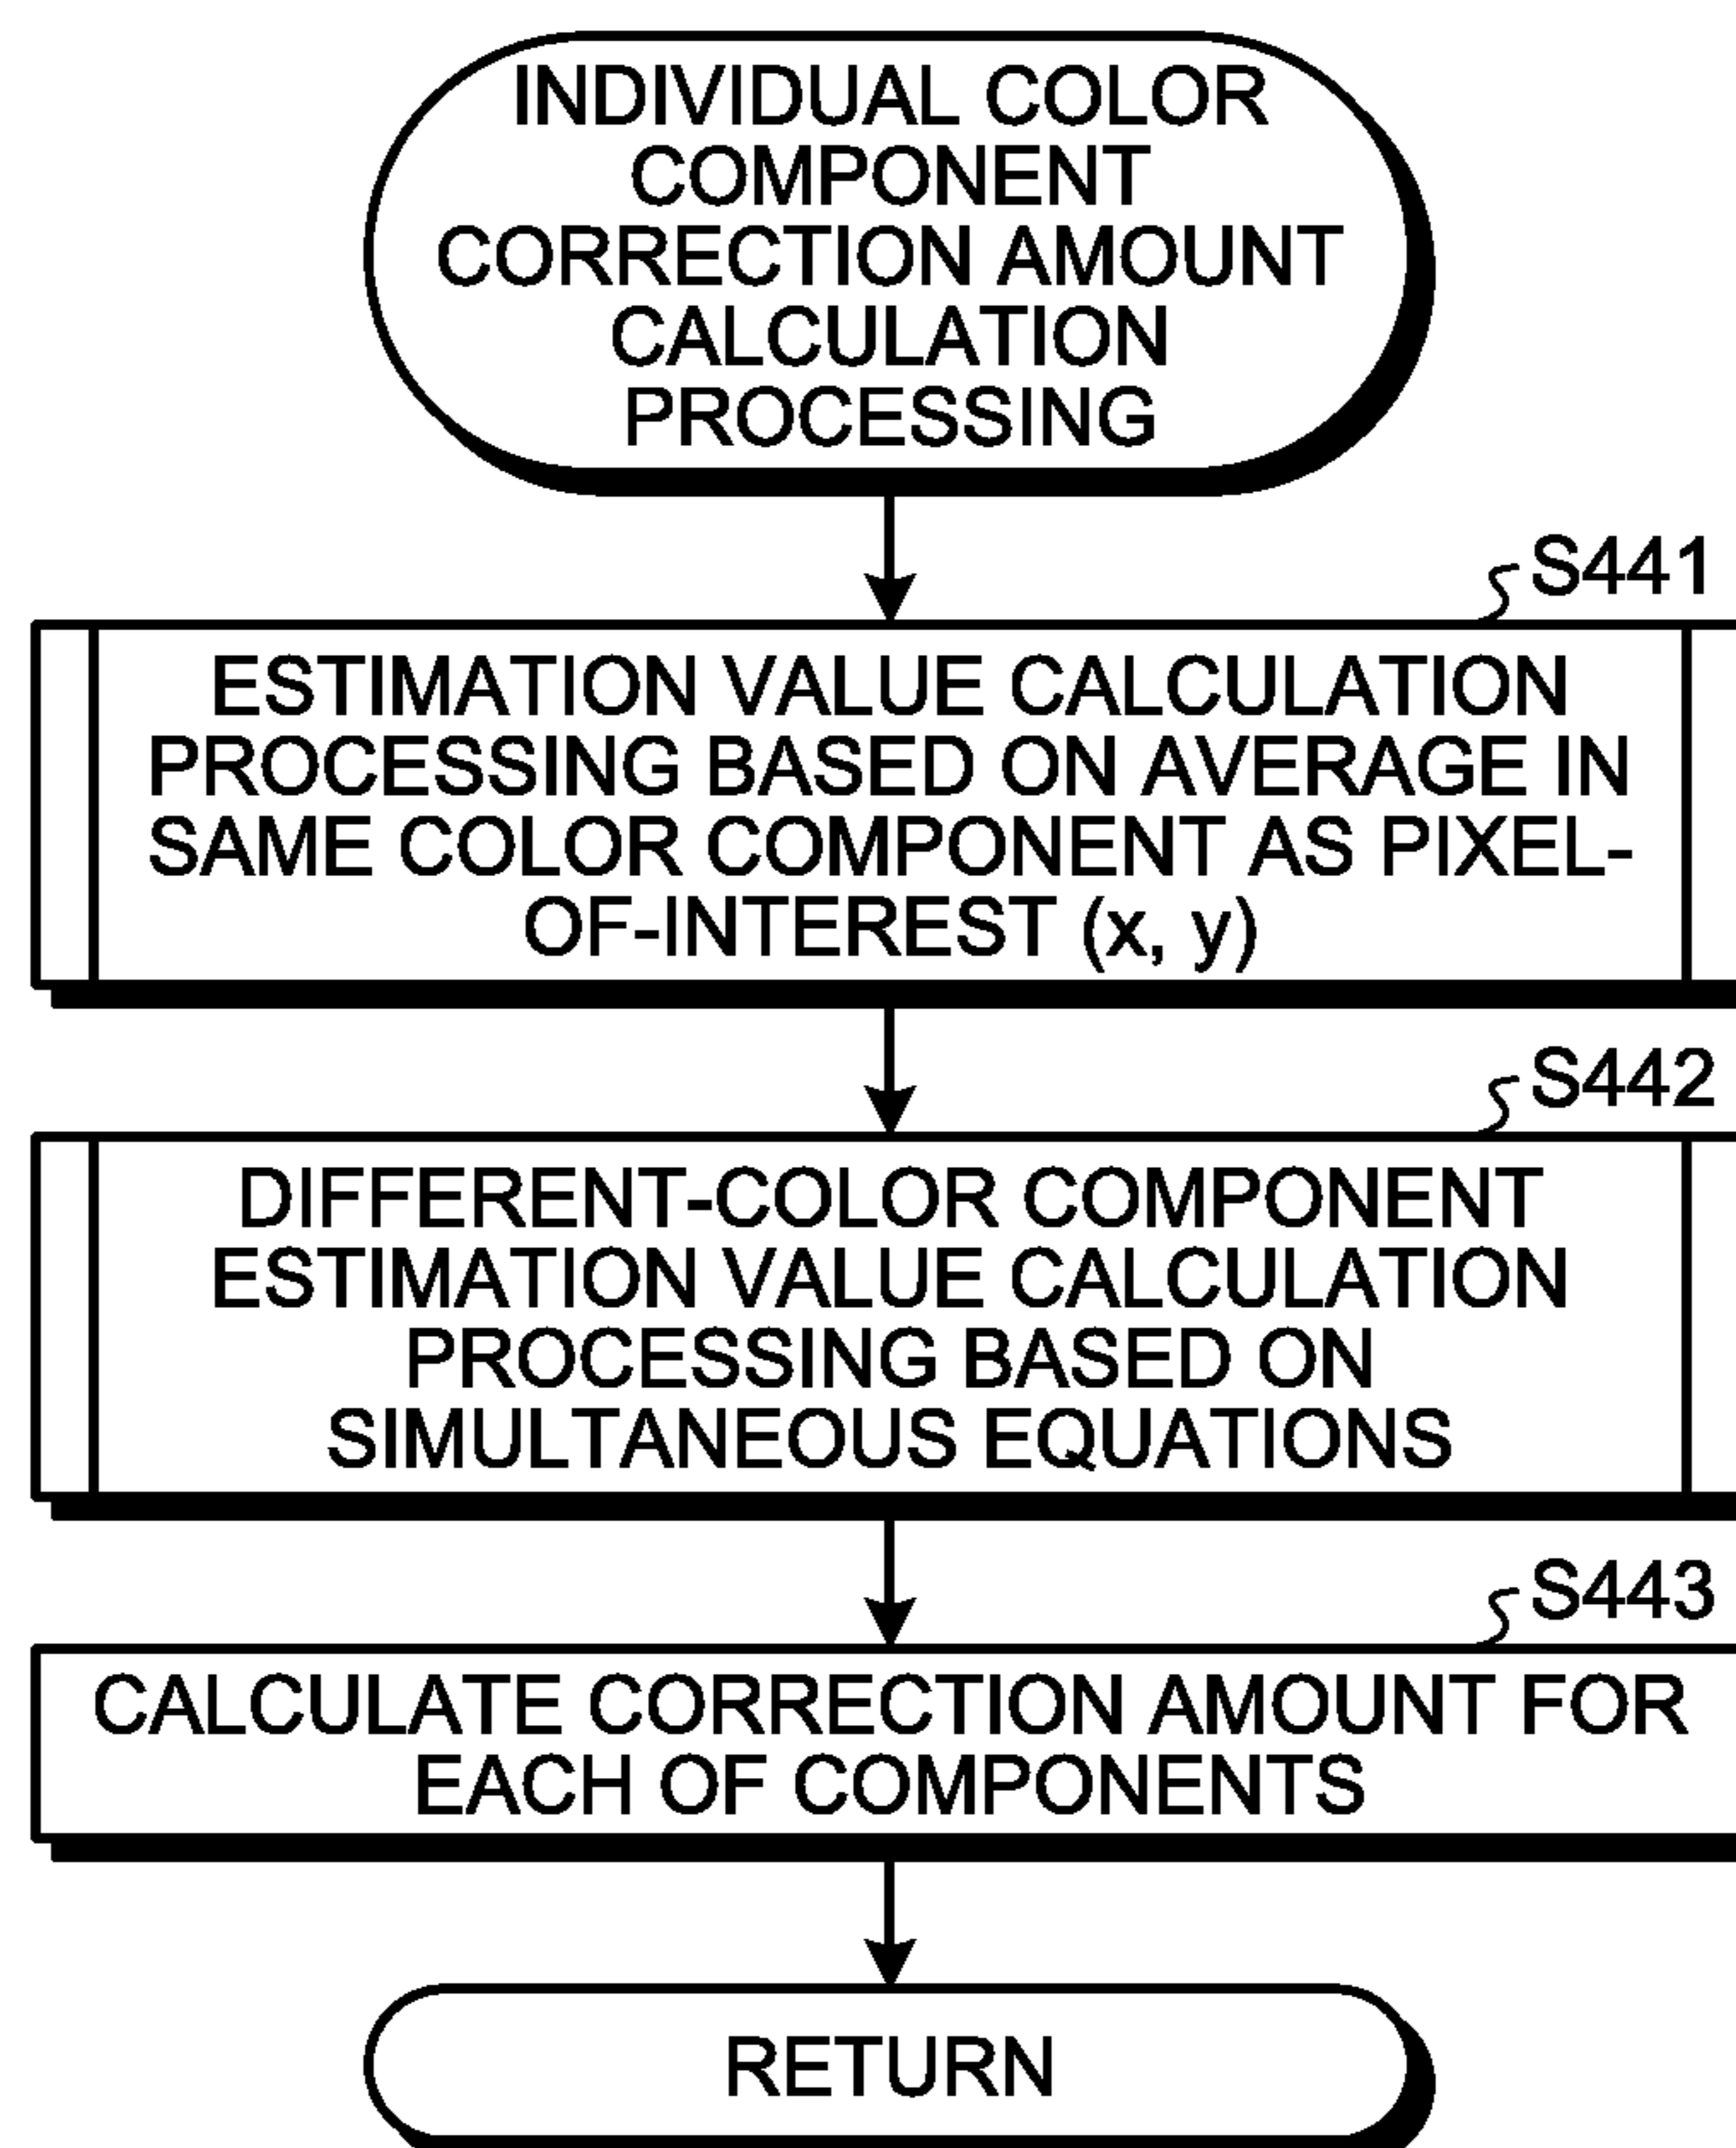 INDIVIDUAL COLOR
COMPONENT
CORRECTION AMOUNT
CALCULATION
PROCESSING
S441
ESTIMATION VALUE CALCULATION
PROCESSING BASED ON AVERAGE IN
SAME COLOR COMPONENT AS PIXEL-
OF-INTEREST (x, y)
S442
DIFFERENT-COLOR COMPONENT
ESTIMATION VALUE CALCULATION
PROCESSING BASED ON
SIMULTANEOUS EQUATIONS
S443
CALCULATE CORRECTION AMOUNT FOR
EACH OF COMPONENTS
RETURN